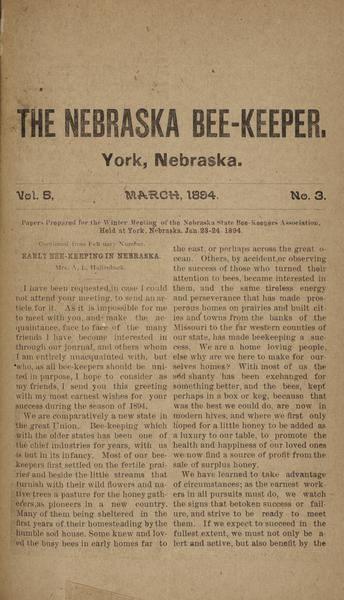 THE NEBRASKA BEE-KEEPER.
York, Nebraska.
Vol. 5, MARCH, 1894. No. 3.
Papers Prepared for the Winter Meeting of the Nebraska State Bee-Keepers Association,
Held at York, Nebraska, Jan 23-24 1894.
Continued from February Number.
EARLY BEE-KEEPING IN NEBRASKA.
Mrs. A. L.
I have been requested, in case I could
not attend your meeting, to send an ar-
ticle for it. As it is impossible for me
to meet with you, and make the ac-
quaintance, face to face of the many
friends I have become interested in
through our journal, and others whom
I am entirely unacquainted with, but
who, as all bee-keepers should be uni-
ted in purpose, I hope to consider as
my friends, I send you this greeting
with my most earnest wishes for your
success during the season of 1894.
We are comparatively a new state in
the great Union. Bee-keeping which
with the older states has been one of
the chief industries for years, with us
is but in its infancy. Most of our bee-
keepers first settled on the fertile prai-
ries and beside the little streams that
furnish with their wild flowers and na-
tive trees a pasture for the honey gath-
erers, as pioneers in a new country.
Many of them being sheltered in the
first years of their homesteading by the
humble sod house. Some knew and lov-
ed the busy bees in early homes far to
the east, or perhaps across the great o-
cean. Others, by accident, or observing
the success of those who turned their
attention to bees, became interested in
them, and the same tireless energy
and perseverance that has made pros-
perous homes on prairies and built cit-
ies and towns from the banks of the
Missouri to the far western counties of
our state, has made beekeeping a suc-
cess. We are a home loving people,
else why are we here to make for our-
selves homes? With most of us the
sod shanty has been exchanged for
something better, and the bees, kept
perhaps in a box or keg, because that
was the best we could do, are now in
modern hives, and where we first only
hoped for a little honey to be added as
a luxury to our table, to promote the
health and happiness of our loved ones
we now find a source of profit from the
sale of surplus honey.
We have learned to take advantage
of circumstances; as the earnest work-
ers in all pursuits must do, we watch
the signs that betoken success or fail-
ure, and strive to be ready to meet
them. If we expect to succeed in the
fullest extent, we must not only be a-
lert and active, but also benefit by the